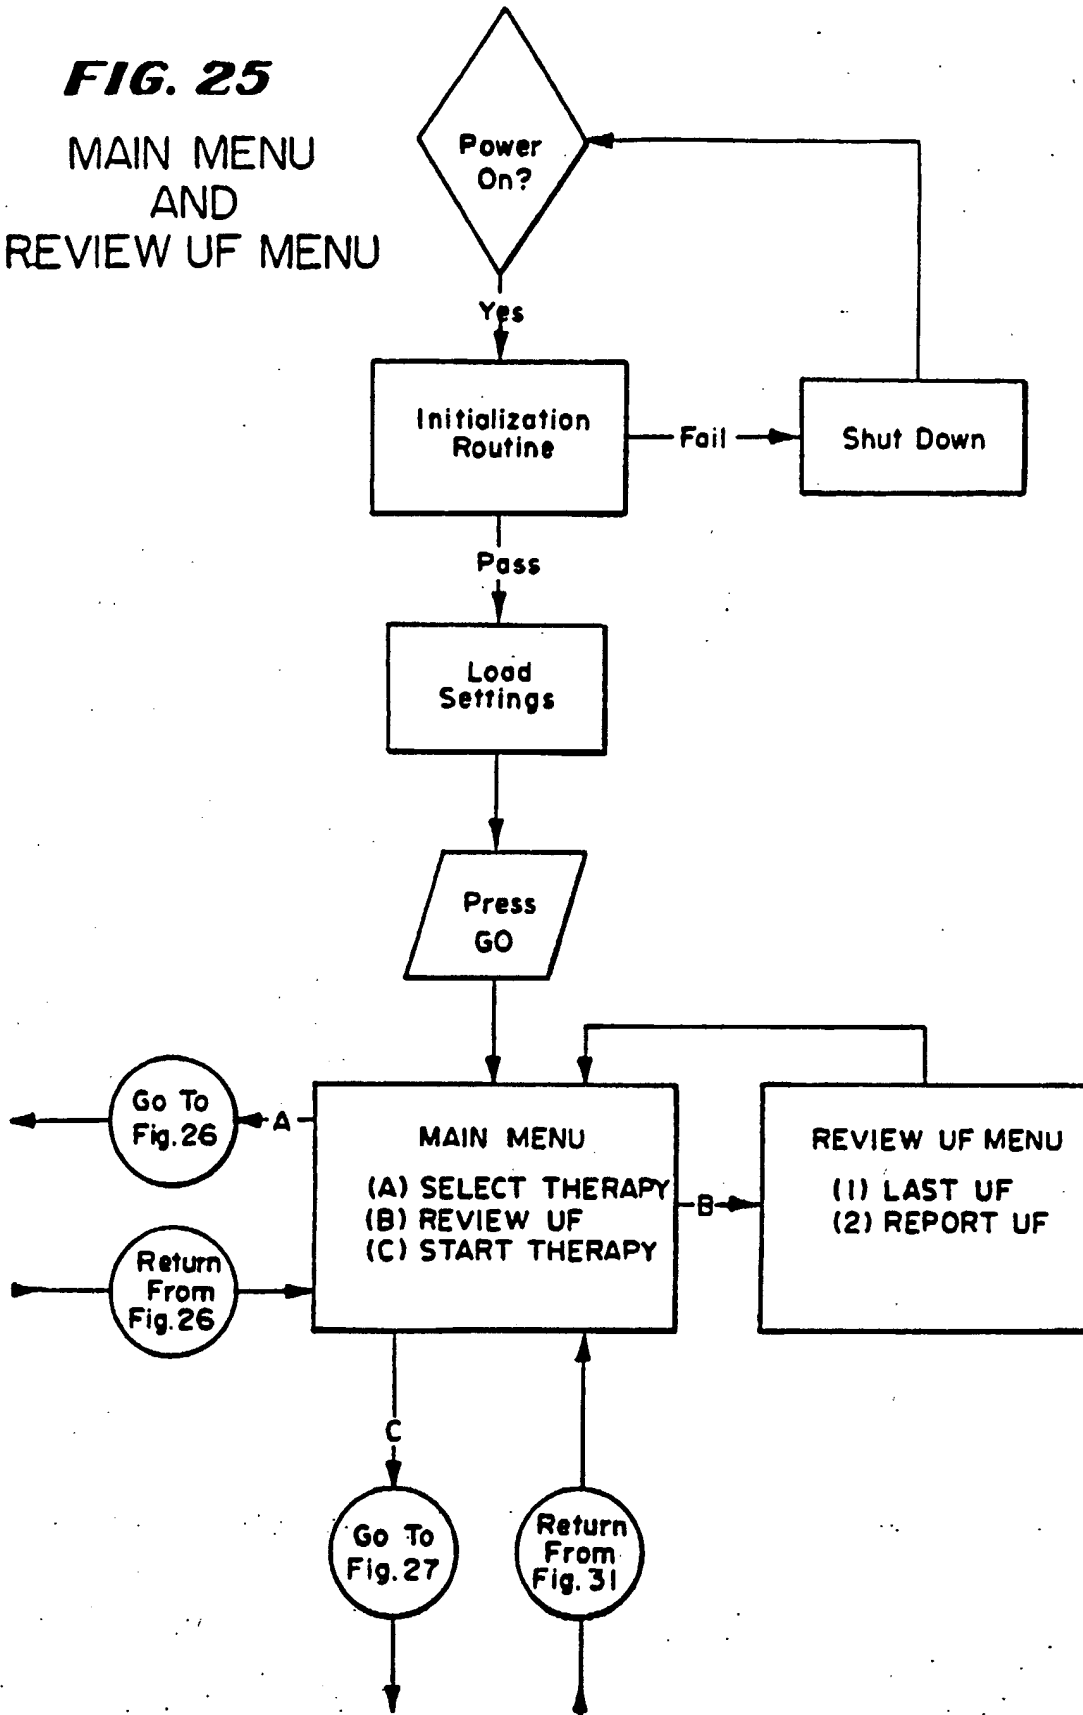 FIG. 25
MAIN MENU
AND
REVIEW UF MENU
Power
On?
Yes
Initialization
Routine
Fail
Shut Down
Pass
Load
Settings
Press
GO
Go To
Fig.26
A
MAIN MENU
(A) SELECT THERAPY
(B) REVIEW UF
(C) START THERAPY
B
REVIEW UF MENU
(1) LAST UF
(2) REPORT UF
Return
From
Fig.26
C
Go To
Fig.27
Return
From
Fig.31